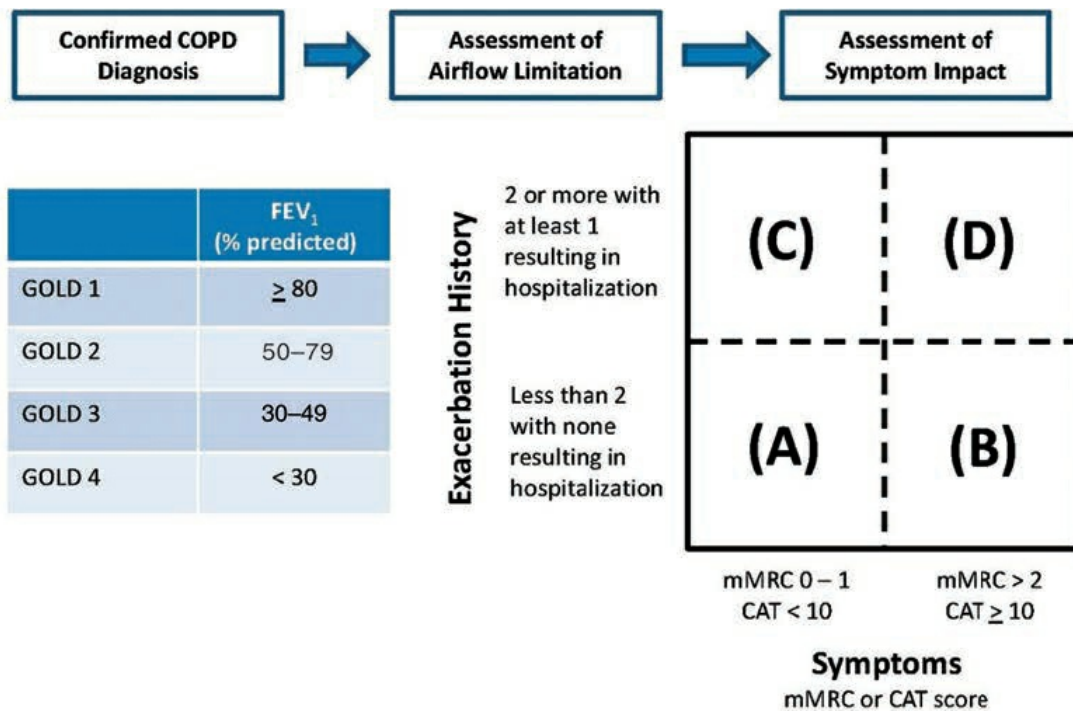 Confirmed COPD
Diagnosis
Assessment of
Airflow Limitation
Assessment of
Symptom Impact
FEV₁
(% predicted)
GOLD 1
≥ 80
GOLD 2
50–79
GOLD 3
30–49
GOLD 4
< 30
Exacerbation History
2 or more with
at least 1
resulting in
hospitalization
Less than 2
with none
resulting in
hospitalization
(C)
(D)
(A)
(B)
mMRC 0 – 1
CAT < 10
mMRC > 2
CAT ≥ 10
Symptoms
mMRC or CAT score